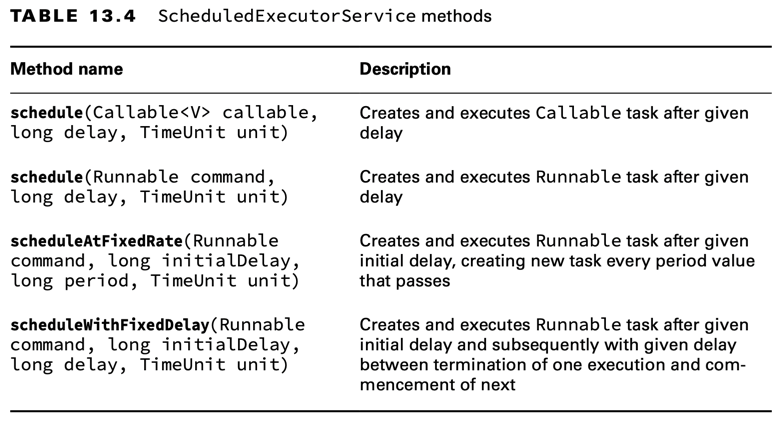 TABLE 13.4 ScheduledExecutorService methods
Method name Description
schedule(Callable<V> callable,
long delay, TimeUnit unit)
Creates and executes Callable task after given
delay
schedule(Runnable command,
long delay, TimeUnit unit)
Creates and executes Runnable task after given
delay
scheduleAtFixedRate(Runnable
command, long initialDelay,
long period, TimeUnit unit)
Creates and executes Runnable task after given
initial delay, creating new task every period value
that passes
scheduleWithFixedDelay(Runnable
command, long initialDelay,
long delay, TimeUnit unit)
Creates and executes Runnable task after given
initial delay and subsequently with given delay
between termination of one execution and com-
mencement of next